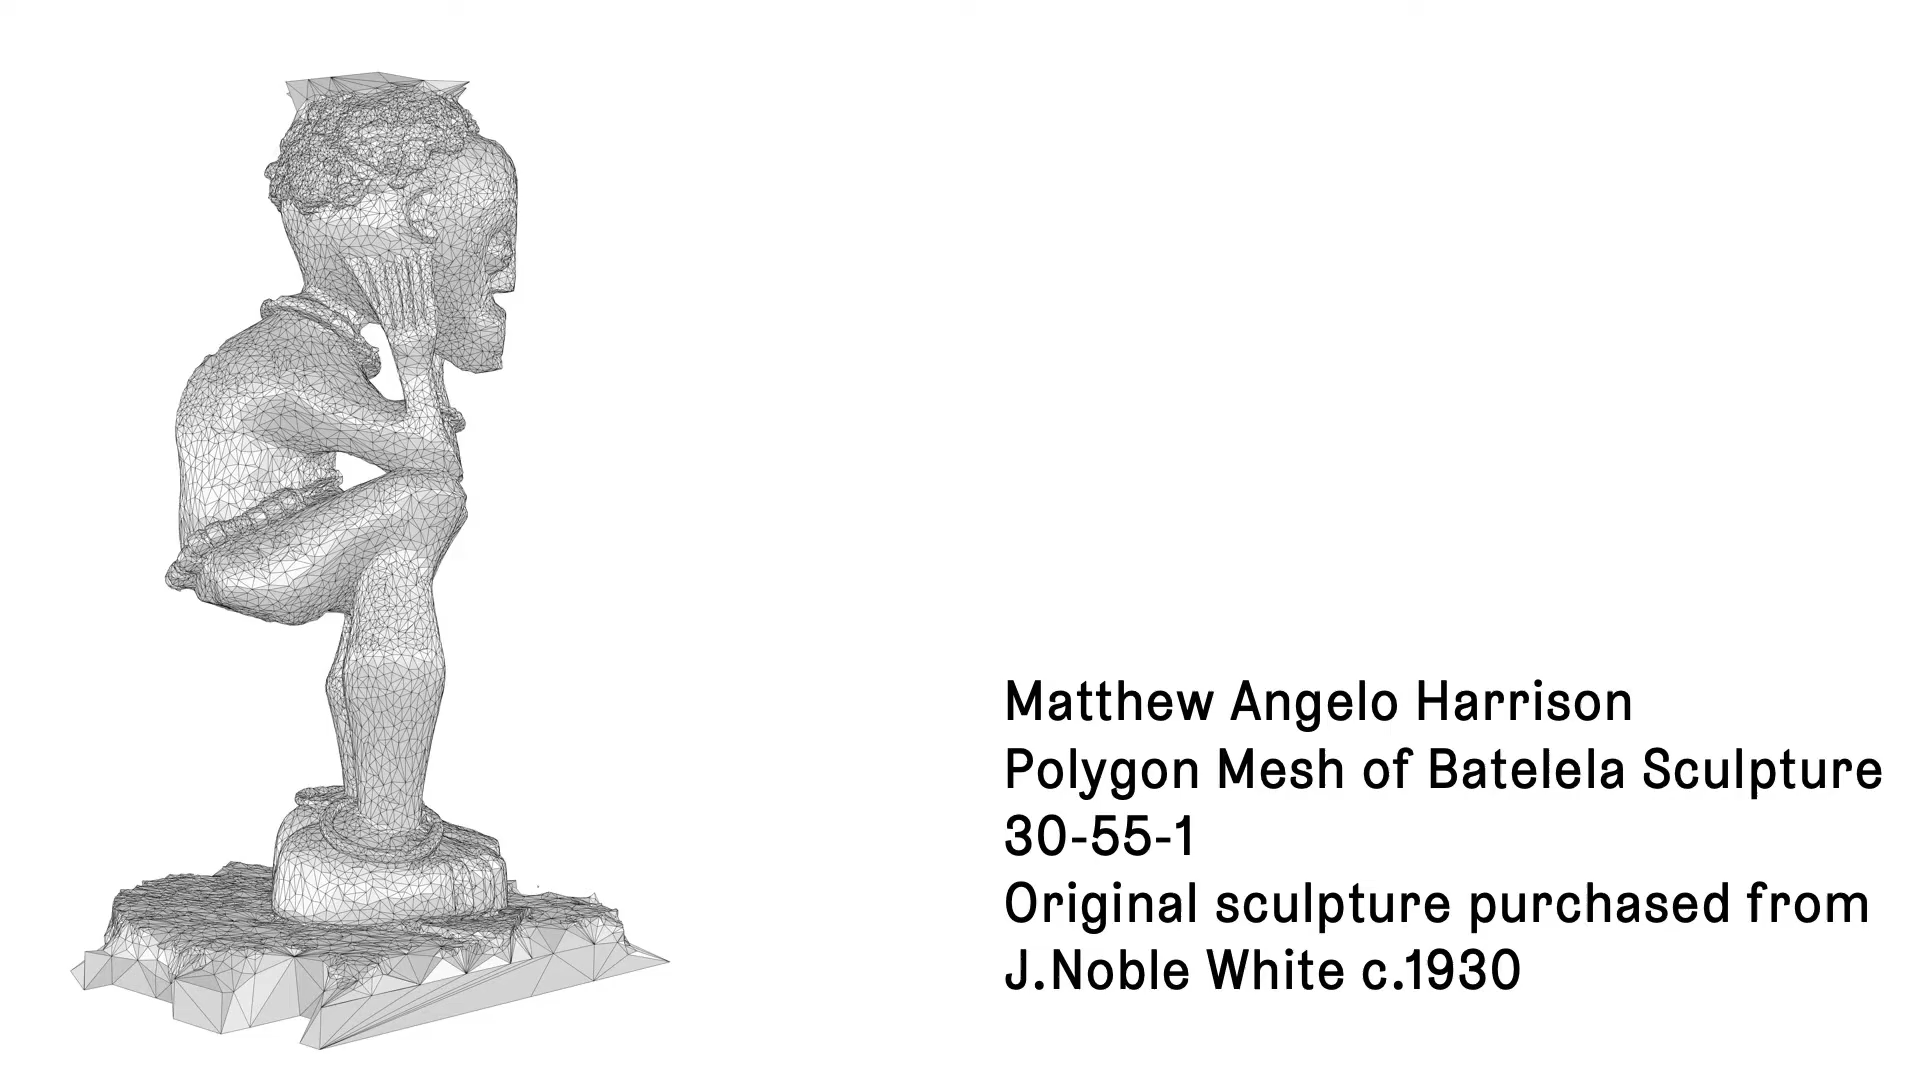 Matthew Angelo Harrison
Polygon Mesh of Batelela Sculpture
30-55-1
Original sculpture purchased from
J.Noble White c.1930